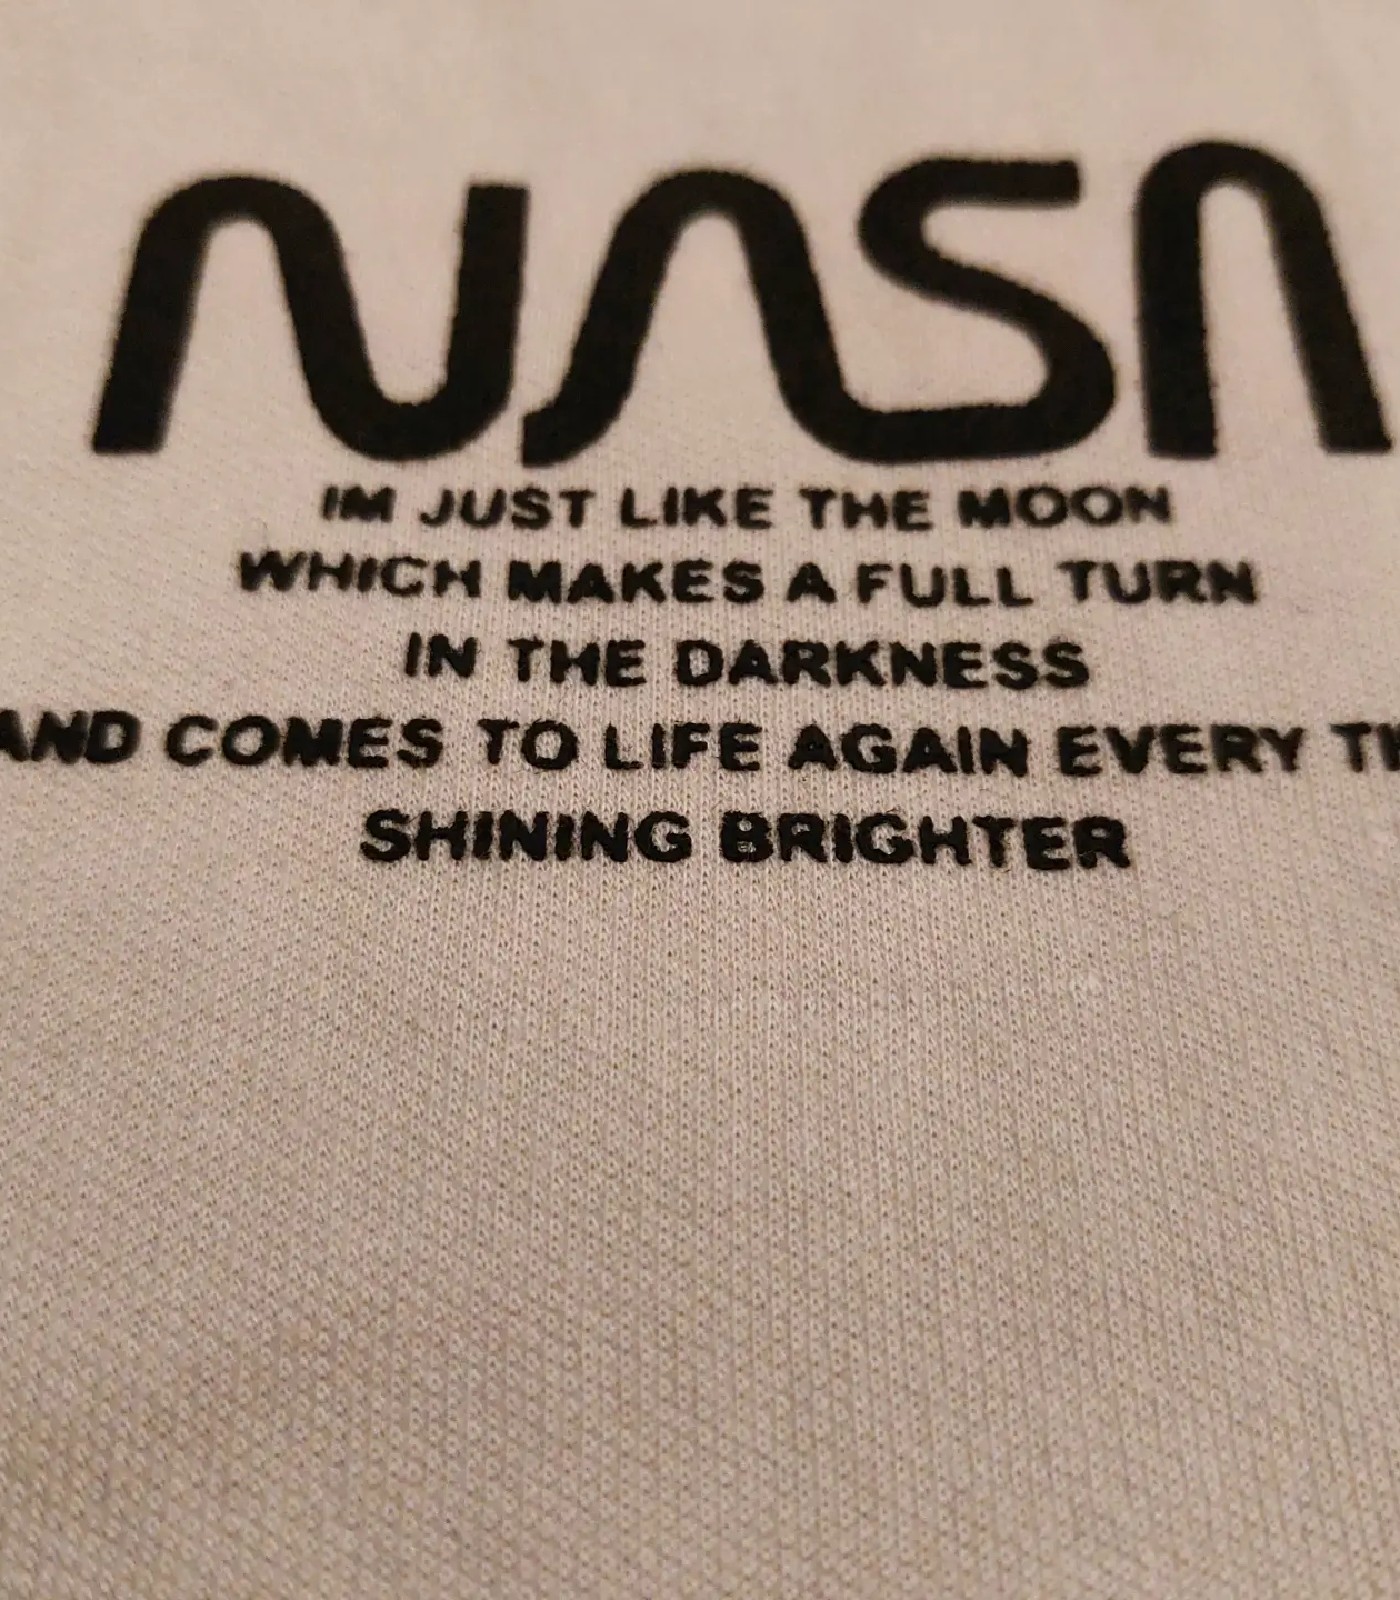 NASA
IM JUST LIKE THE MOON
WHICH MAKES A FULL TURN
IN THE DARKNESS
AND COMES TO LIFE AGAIN EVERY
SHINING BRIGHTER